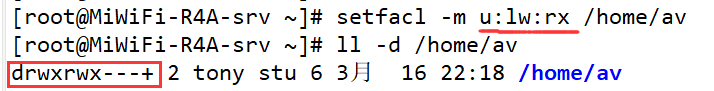 [root@MiWiFi-R4A-srv ~]# setfacl -m u:lw:rx /home/av
[root@MiWiFi-R4A-srv ~]# ll -d /home/av
drwxrwx---+ 2 tony stu 6 3月  16 22:18 /home/av